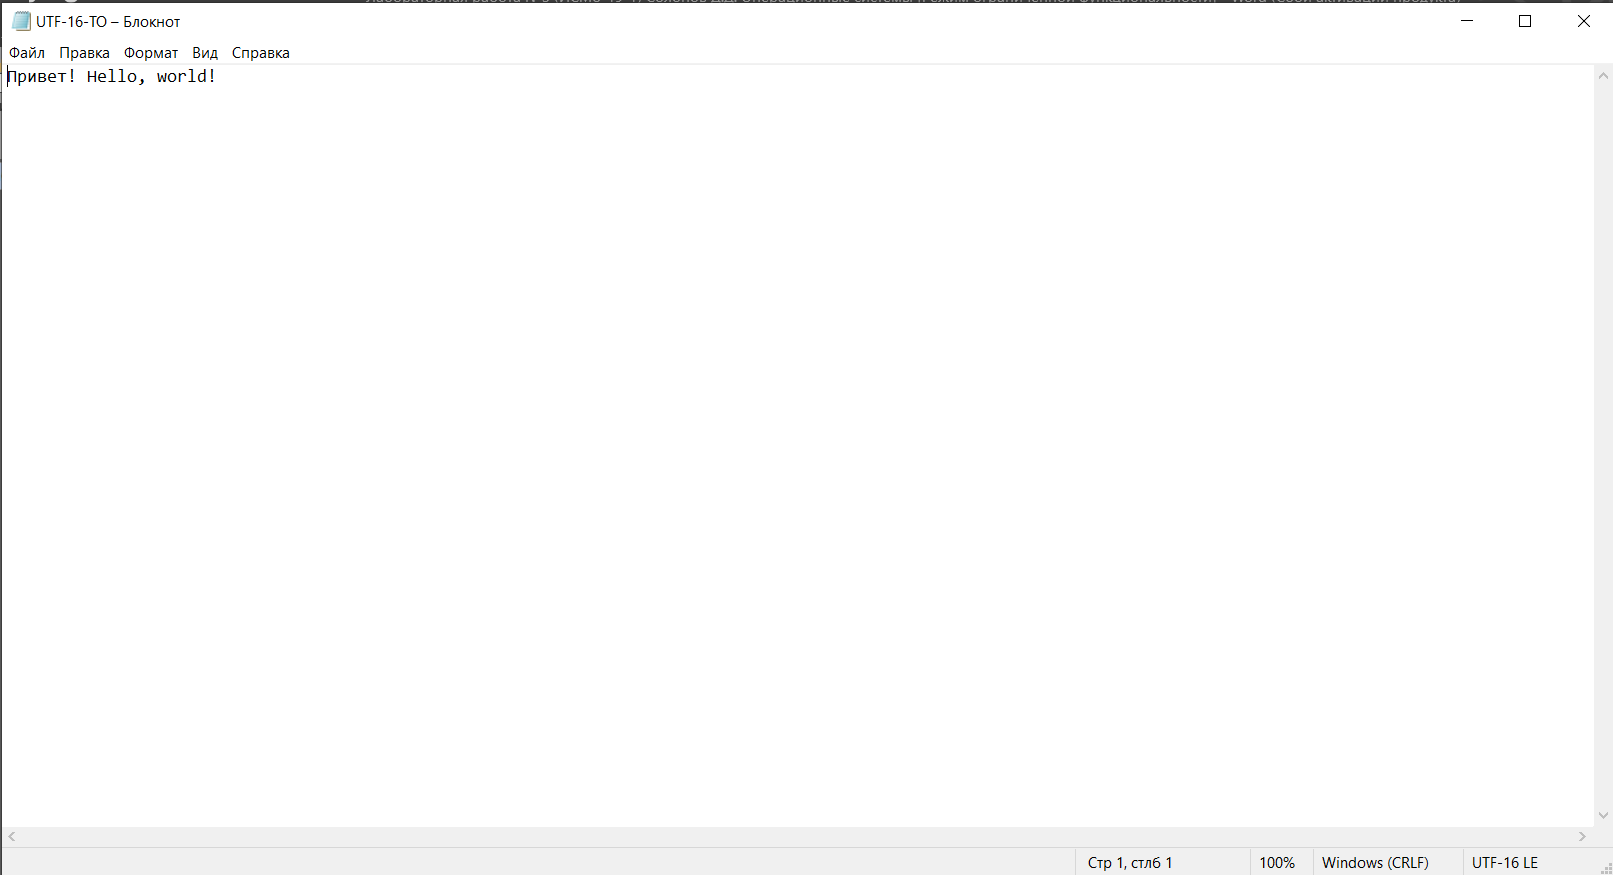 UTF-16-TO – Блокнот
Файл Правка Формат Вид Справка
Привет! Hello, world!
Стр 1, стлб 1 100% Windows (CRLF) UTF-16 LE